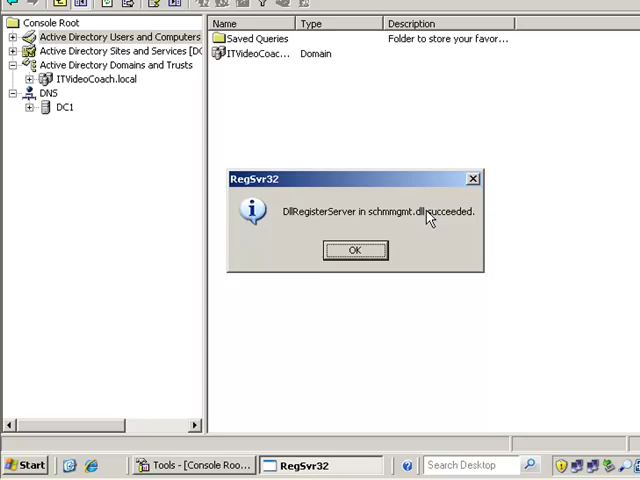 Console Root
Active Directory Users and Computers
Active Directory Sites and Services [DC
Active Directory Domains and Trusts
ITVideoCoach.local
DNS
DC1
Name Type Description
Saved Queries Folder to store your favor...
ITVideoCoac... Domain
RegSvr32
DllRegisterServer in schmmgmt.dll succeeded.
OK
Start Tools - [Console Roo... RegSvr32 Search Desktop